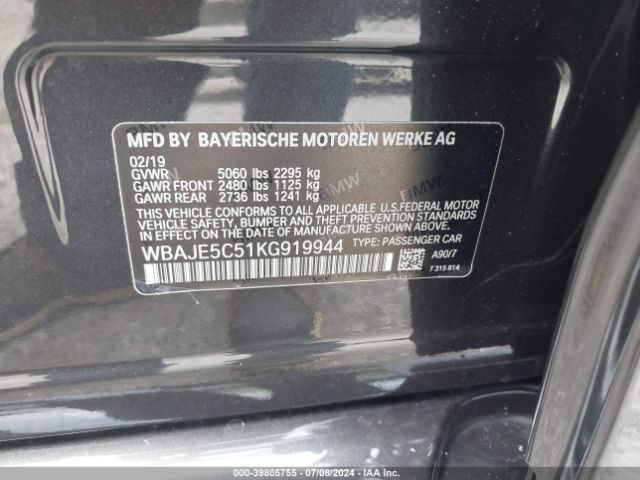 MFD BY BAYERISCHE MOTOREN WERKE AG
02/19
GVWR 5060 lbs 2295 kg
GAWR FRONT 2480 lbs 1125 kg
GAWR REAR 2736 lbs 1241 kg
THIS VEHICLE CONFORMS TO ALL APPLICABLE U.S.FEDERAL MOTOR
VEHICLE SAFETY, BUMPER, AND THEFT PREVENTION STANDARDS
IN EFFECT ON THE DATE OF MANUFACTURE SHOWN ABOVE.
WBAJE5C51KG919944 TYPE: PASSENGER CAR
A90/7
7 315 814
000-39805755 - 07/08/2024 - IAA Inc.